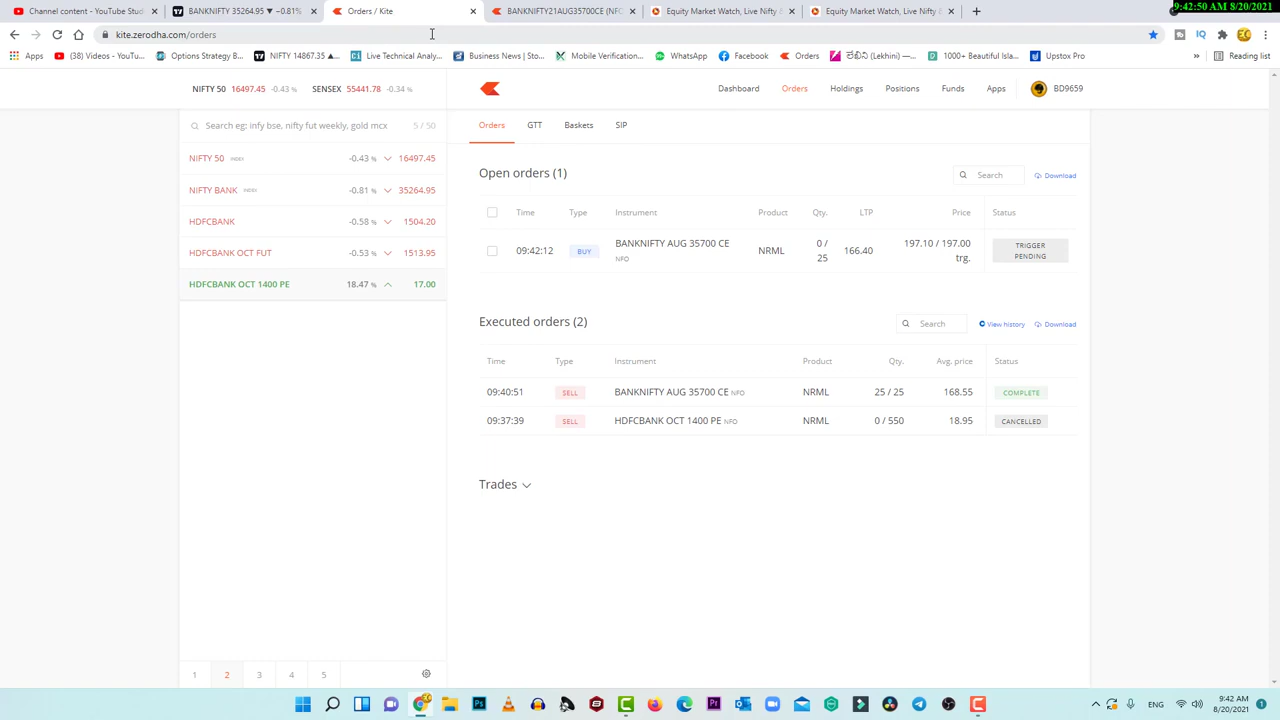 Channel content - YouTube Studi
BANKNIFTY 35264.95 ▼ −0.81%
Orders / Kite
BANKNIFTY21AUG35700CE (NFO
Equity Market Watch, Live Nifty
Equity Market Watch, Live Nifty
9:42:50 AM 8/20/2021
kite.zerodha.com/orders
Apps
(48) Videos - YouTub...
Option Strategy Bui...
NIFTY 14867.35 ▲...
Live Technical Analy...
Business News | Sto...
Mobile Verification...
WhatsApp
Facebook
Orders
(Lekhini) —...
1000+ Beautiful Isla...
Upstox Pro
»
Reading list
NIFTY 50 16497.45 -0.43 % SENSEX 55441.78 -0.34 %
Dashboard Orders Holdings Positions Funds Apps BD9659
Search eg: infy bse, nifty fut weekly, gold mcx 5 / 50
NIFTY 50 INDEX -0.43 % 16497.45
NIFTY BANK INDEX -0.81 % 35264.95
HDFCBANK -0.58 % 1504.20
HDFCBANK OCT FUT -0.53 % 1513.95
HDFCBANK OCT 1400 PE 18.47 % 17.00
1 2 3 4 5
Orders GTT Baskets SIP
Open orders (1)
Search Download
Time Type Instrument Product Qty. LTP Price Status
09:42:12 BUY BANKNIFTY AUG 35700 CE NFO NRML 0 / 25 166.40 197.10 / 197.00 trg. TRIGGER PENDING
Executed orders (2)
Search View history Download
Time Type Instrument Product Qty. Avg. price Status
09:40:51 SELL BANKNIFTY AUG 35700 CE NFO NRML 25 / 25 168.55 COMPLETE
09:37:39 SELL HDFCBANK OCT 1400 PE NFO NRML 0 / 550 18.95 CANCELLED
Trades
ENG
9:42 AM
8/20/2021